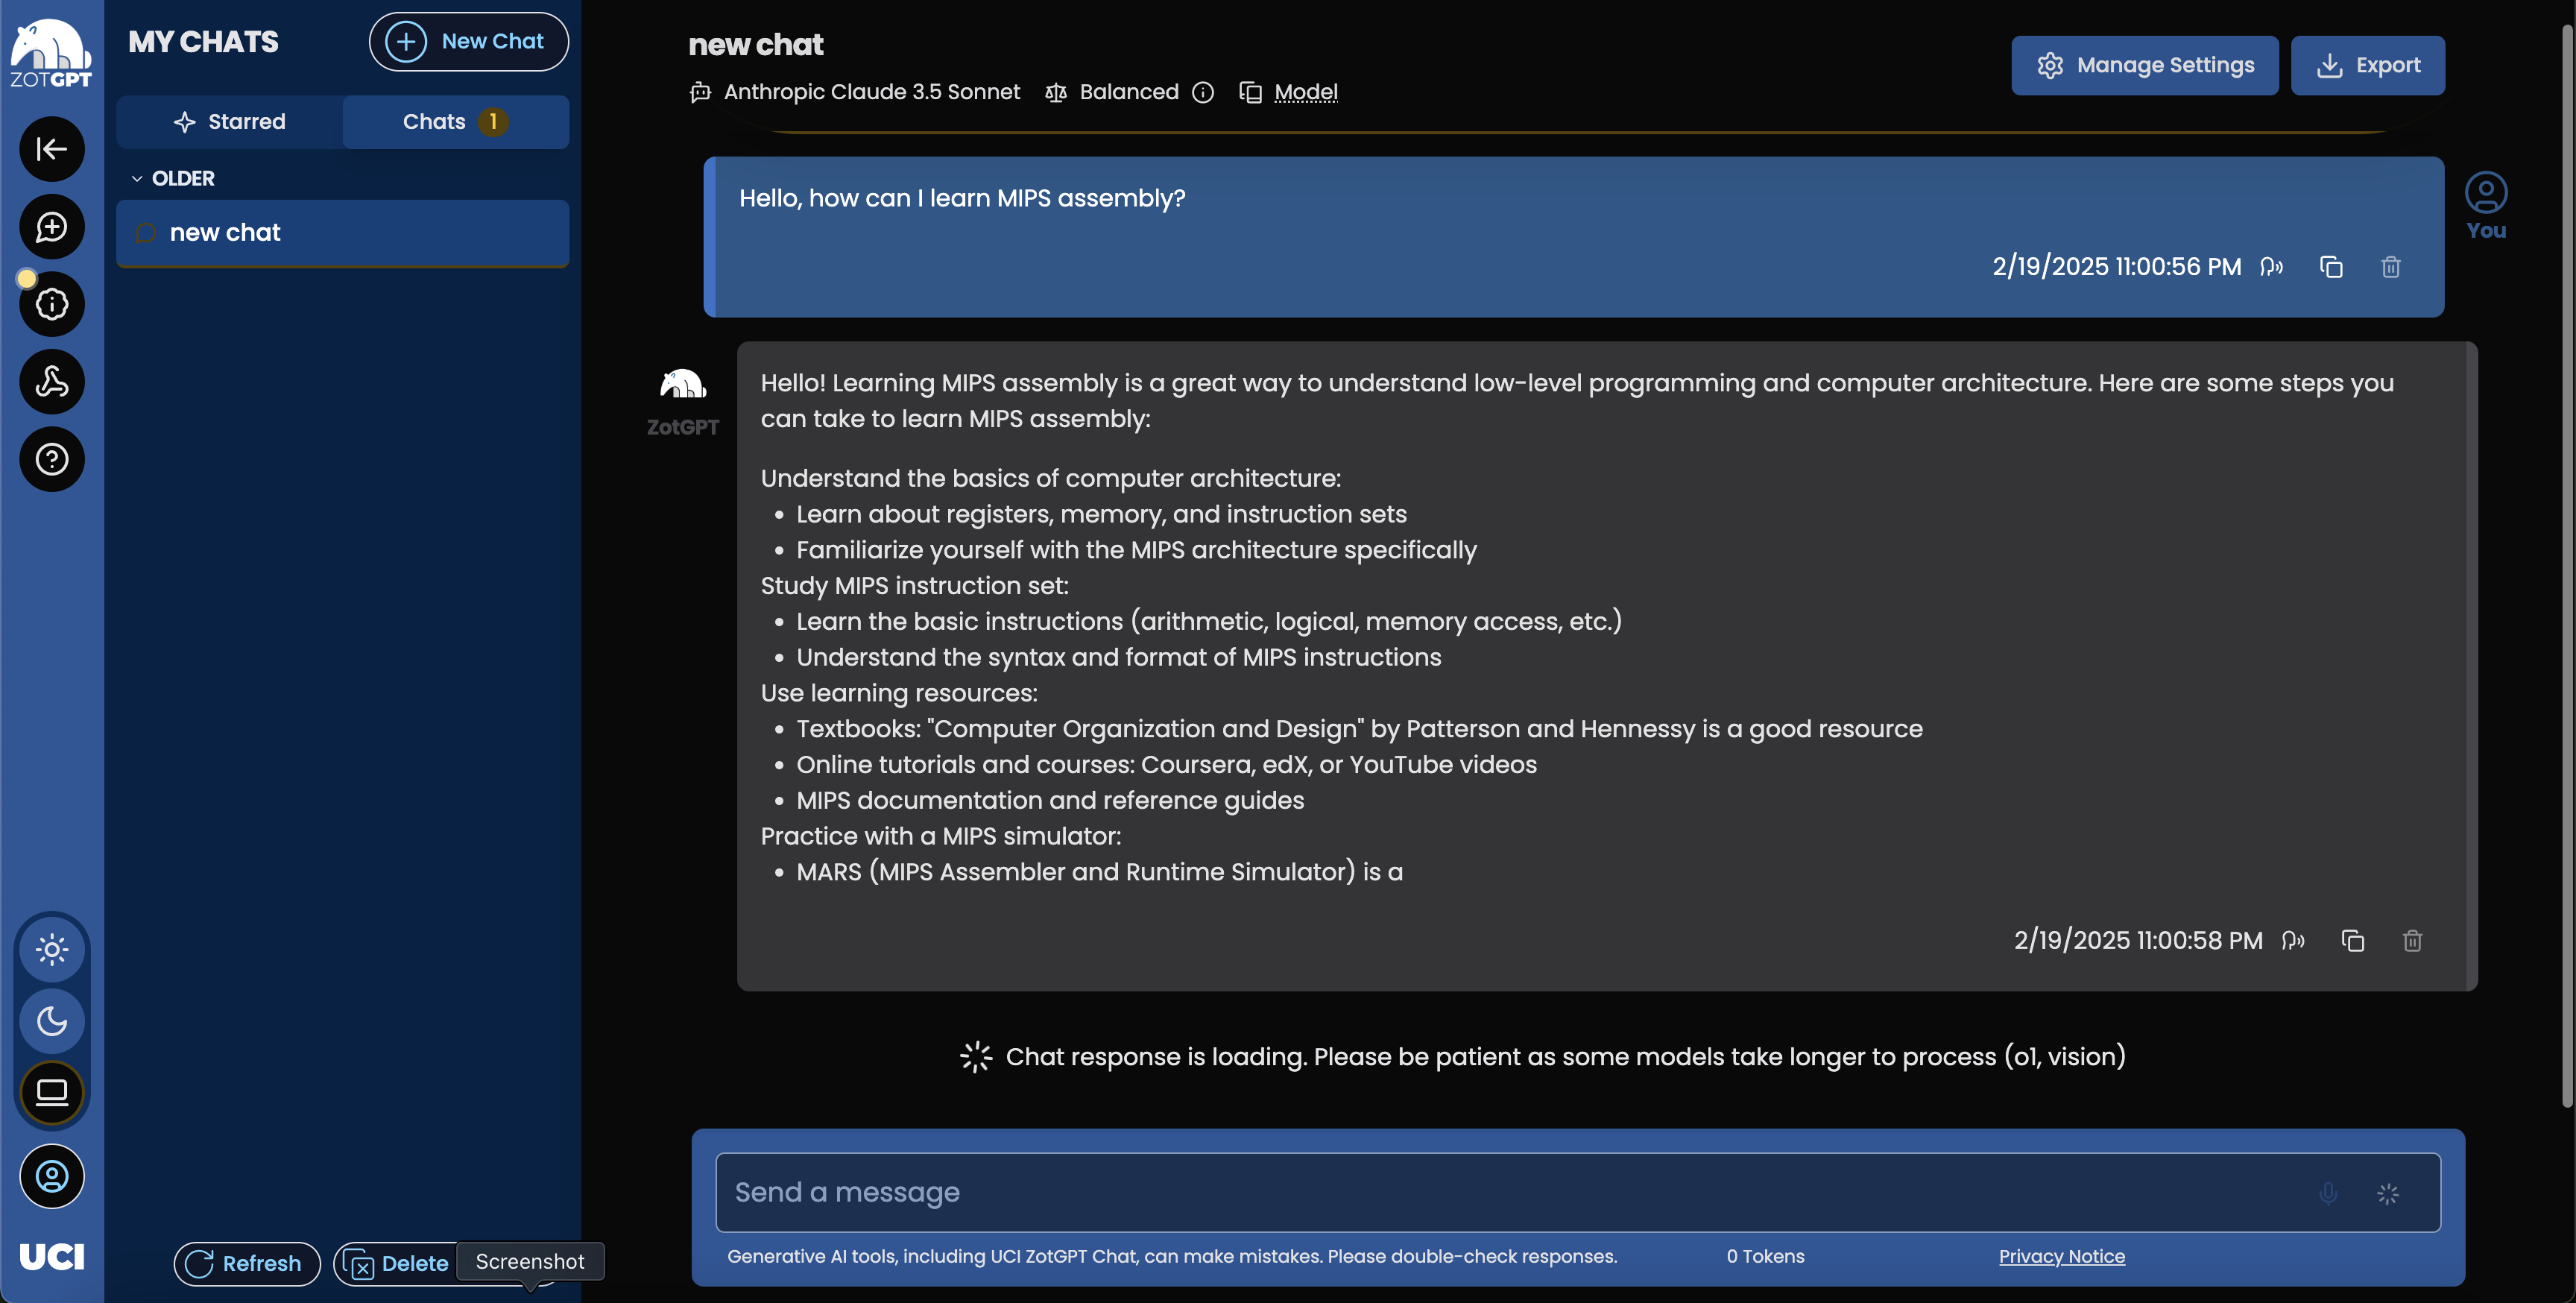 ZOTGPT
MY CHATS
New Chat
Starred
Chats 1
OLDER
new chat
Refresh
Delete
Screenshot
UCI
new chat
Anthropic Claude 3.5 Sonnet Balanced Model
Manage Settings
Export
Hello, how can I learn MIPS assembly?
2/19/2025 11:00:56 PM
You
ZotGPT
Hello! Learning MIPS assembly is a great way to understand low-level programming and computer architecture. Here are some steps you
can take to learn MIPS assembly:
Understand the basics of computer architecture:
• Learn about registers, memory, and instruction sets
• Familiarize yourself with the MIPS architecture specifically
Study MIPS instruction set:
• Learn the basic instructions (arithmetic, logical, memory access, etc.)
• Understand the syntax and format of MIPS instructions
Use learning resources:
• Textbooks: "Computer Organization and Design" by Patterson and Hennessy is a good resource
• Online tutorials and courses: Coursera, edX, or YouTube videos
• MIPS documentation and reference guides
Practice with a MIPS simulator:
• MARS (MIPS Assembler and Runtime Simulator) is a
2/19/2025 11:00:58 PM
Chat response is loading. Please be patient as some models take longer to process (o1, vision)
Send a message
Generative AI tools, including UCI ZotGPT Chat, can make mistakes. Please double-check responses.
0 Tokens
Privacy Notice